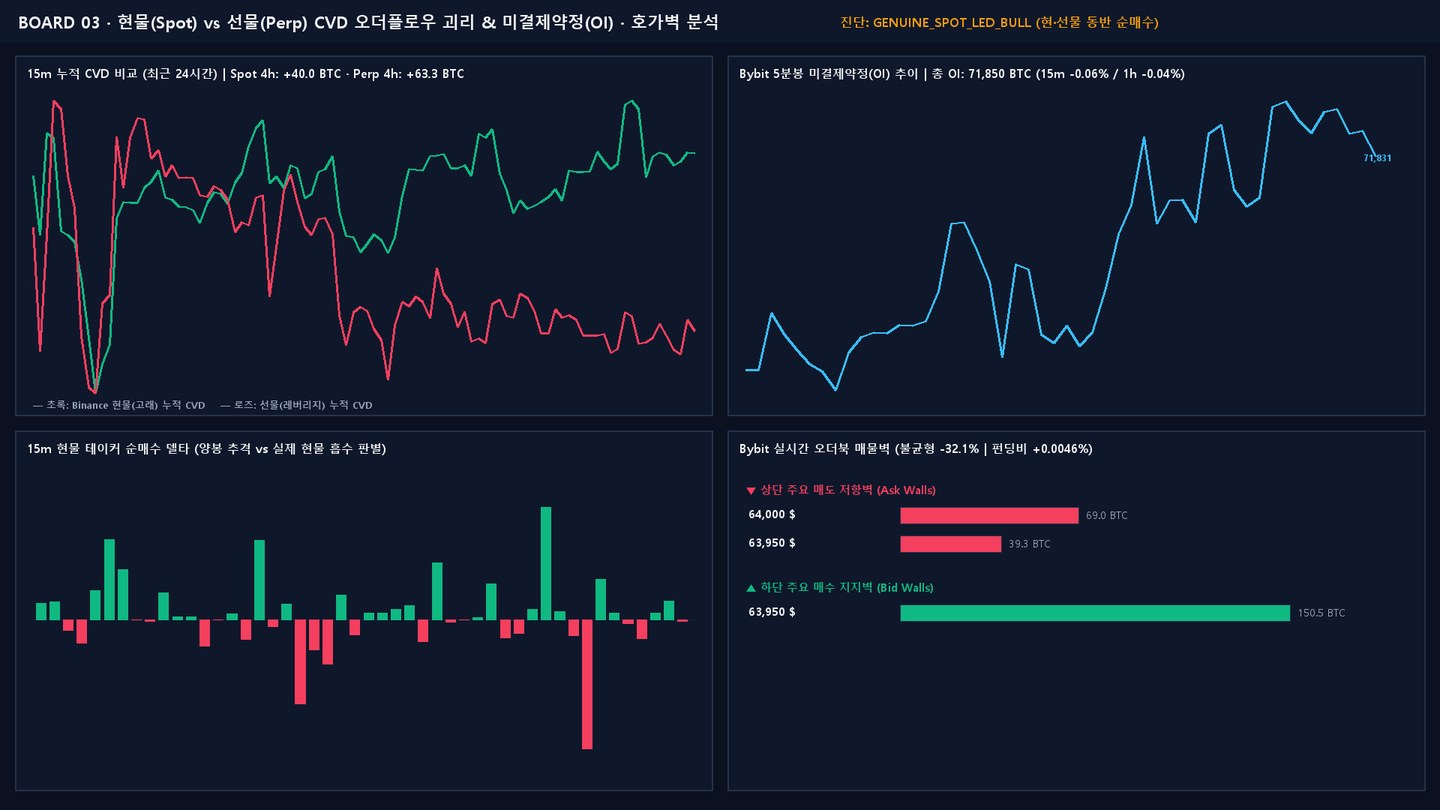 BOARD 03 · 현물(Spot) vs 선물(Perp) CVD 오더플로우 괴리 & 미결제약정(OI) · 호가벽 분석
진단: GENUINE_SPOT_LED_BULL (현·선물 동반 순매수)
15m 누적 CVD 비교 (최근 24시간) | Spot 4h: +40.0 BTC · Perp 4h: +63.3 BTC
— 초록: Binance 현물(고래) 누적 CVD — 로즈: 선물(레버리지) 누적 CVD
Bybit 5분봉 미결제약정(OI) 추이 | 총 OI: 71,850 BTC (15m -0.06% / 1h -0.04%)
71,831
15m 현물 테이커 순매수 델타 (양봉 추격 vs 실제 현물 흡수 판별)
Bybit 실시간 오더북 매물벽 (불균형 -32.1% | 펀딩비 +0.0046%)
▼ 상단 주요 매도 저항벽 (Ask Walls)
64,000 $ 69.0 BTC
63,950 $ 39.3 BTC
▲ 하단 주요 매수 지지벽 (Bid Walls)
63,950 $ 150.5 BTC